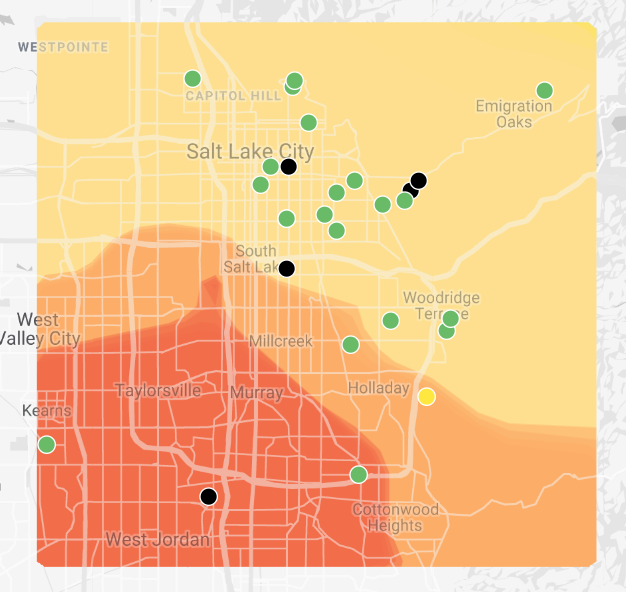 WESTPOINTE
CAPITOL HILL
Emigration
Oaks
Salt Lake City
South
Salt Lake
Woodridge
Terrace
West
Valley City
Millcreek
Taylorsville
Murray
Holladay
Kearns
Cottonwood
Heights
West Jordan